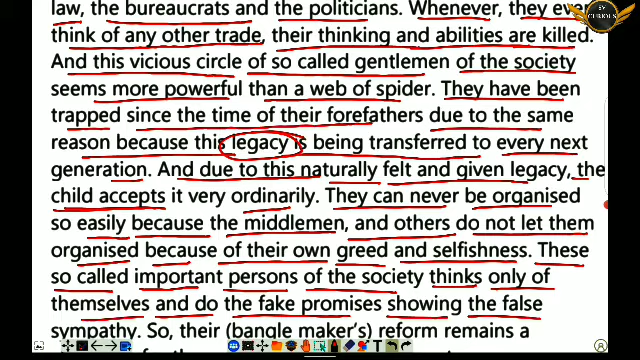 law, the bureaucrats and the politicians. Whenever, they ever
think of any other trade, their thinking and abilities are killed.
And this vicious circle of so called gentlemen of the society
seems more powerful than a web of spider. They have been
trapped since the time of their forefathers due to the same
reason because this legacy is being transferred to every next
generation. And due to this naturally felt and given legacy, the
child accepts it very ordinarily. They can never be organised
so easily because the middlemen, and others do not let them
organised because of their own greed and selfishness. These
so called important persons of the society thinks only of
themselves and do the fake promises showing the false
sympathy. So, their (bangle maker's) reform remains a
BY
CURIOUS